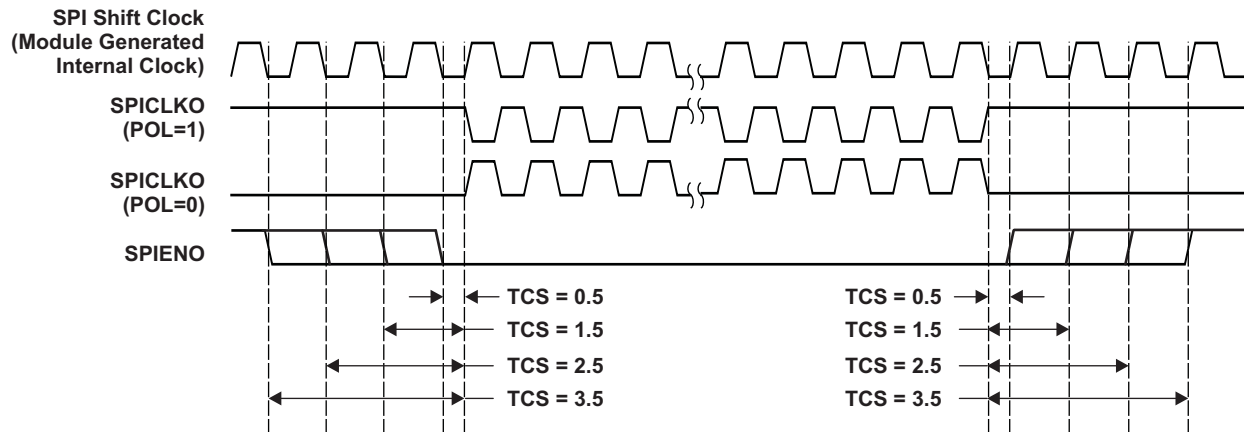 SPI Shift Clock
(Module Generated
Internal Clock)
SPICLKO
(POL=1)
SPICLKO
(POL=0)
SPIENO
TCS = 0.5
TCS = 0.5
TCS = 1.5
TCS = 1.5
TCS = 2.5
TCS = 2.5
TCS = 3.5
TCS = 3.5